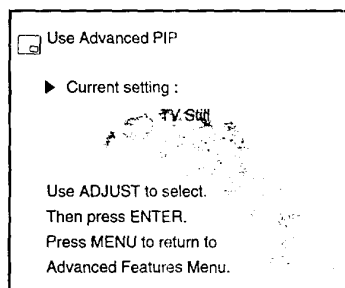 Use Advanced PIP
Current setting :
TV Still
Use ADJUST to select.
Then press ENTER.
Press MENU to return to
Advanced Features Menu.